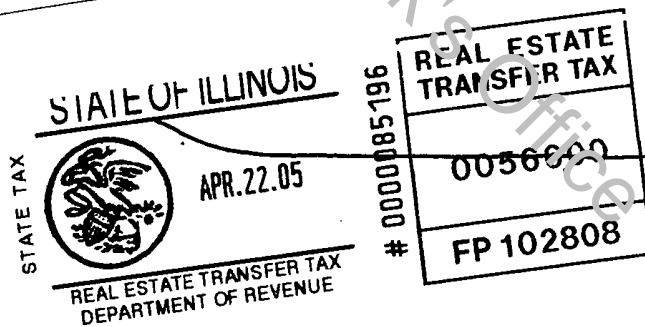 STATE OF ILLINOIS
STATE TAX
APR.22.05
REAL ESTATE TRANSFER TAX
DEPARTMENT OF REVENUE
# 0000085196
REAL ESTATE
TRANSFER TAX
FP 102808
's Office